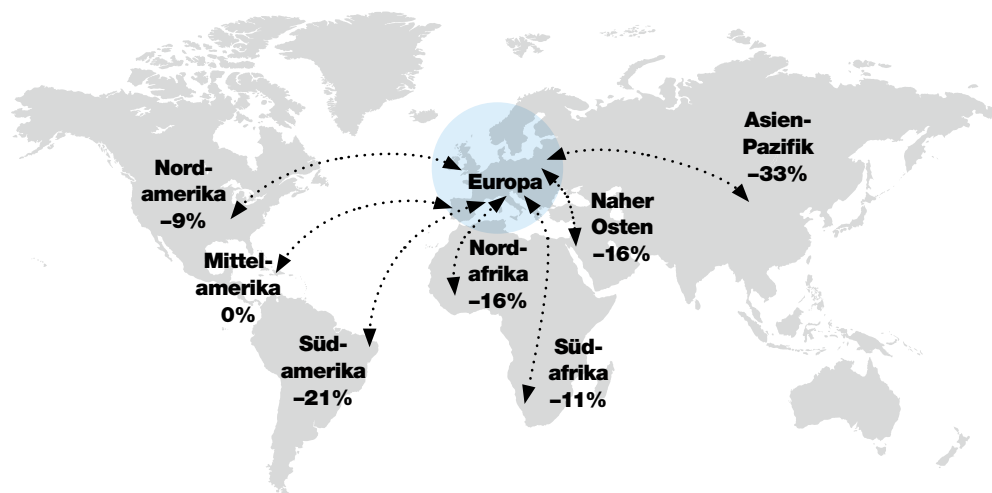 Nord-
amerika
–9%
Mittel-
amerika
0%
Süd-
amerika
–21%
Europa
Nord-
afrika
–16%
Süd-
afrika
–11%
Naher
Osten
–16%
Asien-
Pazifik
–33%